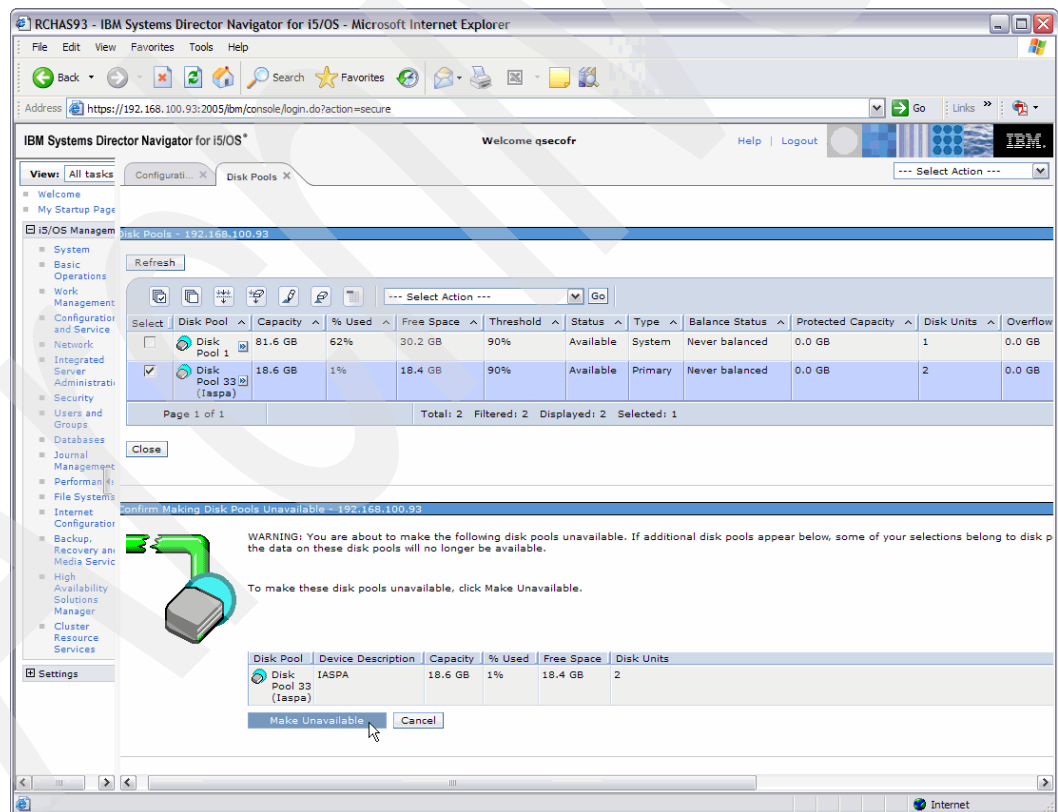 RCHAS93 - IBM Systems Director Navigator for i5/OS - Microsoft Internet Explorer
File Edit View Favorites Tools Help
Back Search Favorites
Address https://192.168.100.93:2005/ibm/console/login.do?action=secure Go Links »
IBM Systems Director Navigator for i5/OS® Welcome qsecofr Help | Logout IBM.
View: All tasks Configurati... X Disk Pools X --- Select Action ---
Welcome
My Startup Page
i5/OS Managem
System
Basic
Operations
Work
Management
Configuration
and Service
Network
Integrated
Server
Administrati
Security
Users and
Groups
Databases
Journal
Management
Performan
File Systems
Internet
Configuration
Backup,
Recovery and
Media Servic
High
Availability
Solutions
Manager
Cluster
Resource
Services
Settings
Disk Pools - 192.168.100.93
Refresh
--- Select Action --- Go
Select Disk Pool Capacity % Used Free Space Threshold Status Type Balance Status Protected Capacity Disk Units Overflow
Disk Pool 1 81.6 GB 62% 30.2 GB 90% Available System Never balanced 0.0 GB 1 0.0 GB
Disk Pool 33 (Iaspa) 18.6 GB 1% 18.4 GB 90% Available Primary Never balanced 0.0 GB 2 0.0 GB
Page 1 of 1 Total: 2 Filtered: 2 Displayed: 2 Selected: 1
Close
Confirm Making Disk Pools Unavailable - 192.168.100.93
WARNING: You are about to make the following disk pools unavailable. If additional disk pools appear below, some of your selections belong to disk p
the data on these disk pools will no longer be available.
To make these disk pools unavailable, click Make Unavailable.
Disk Pool Device Description Capacity % Used Free Space Disk Units
Disk Pool 33 (Iaspa) IASPA 18.6 GB 1% 18.4 GB 2
Make Unavailable Cancel
Internet